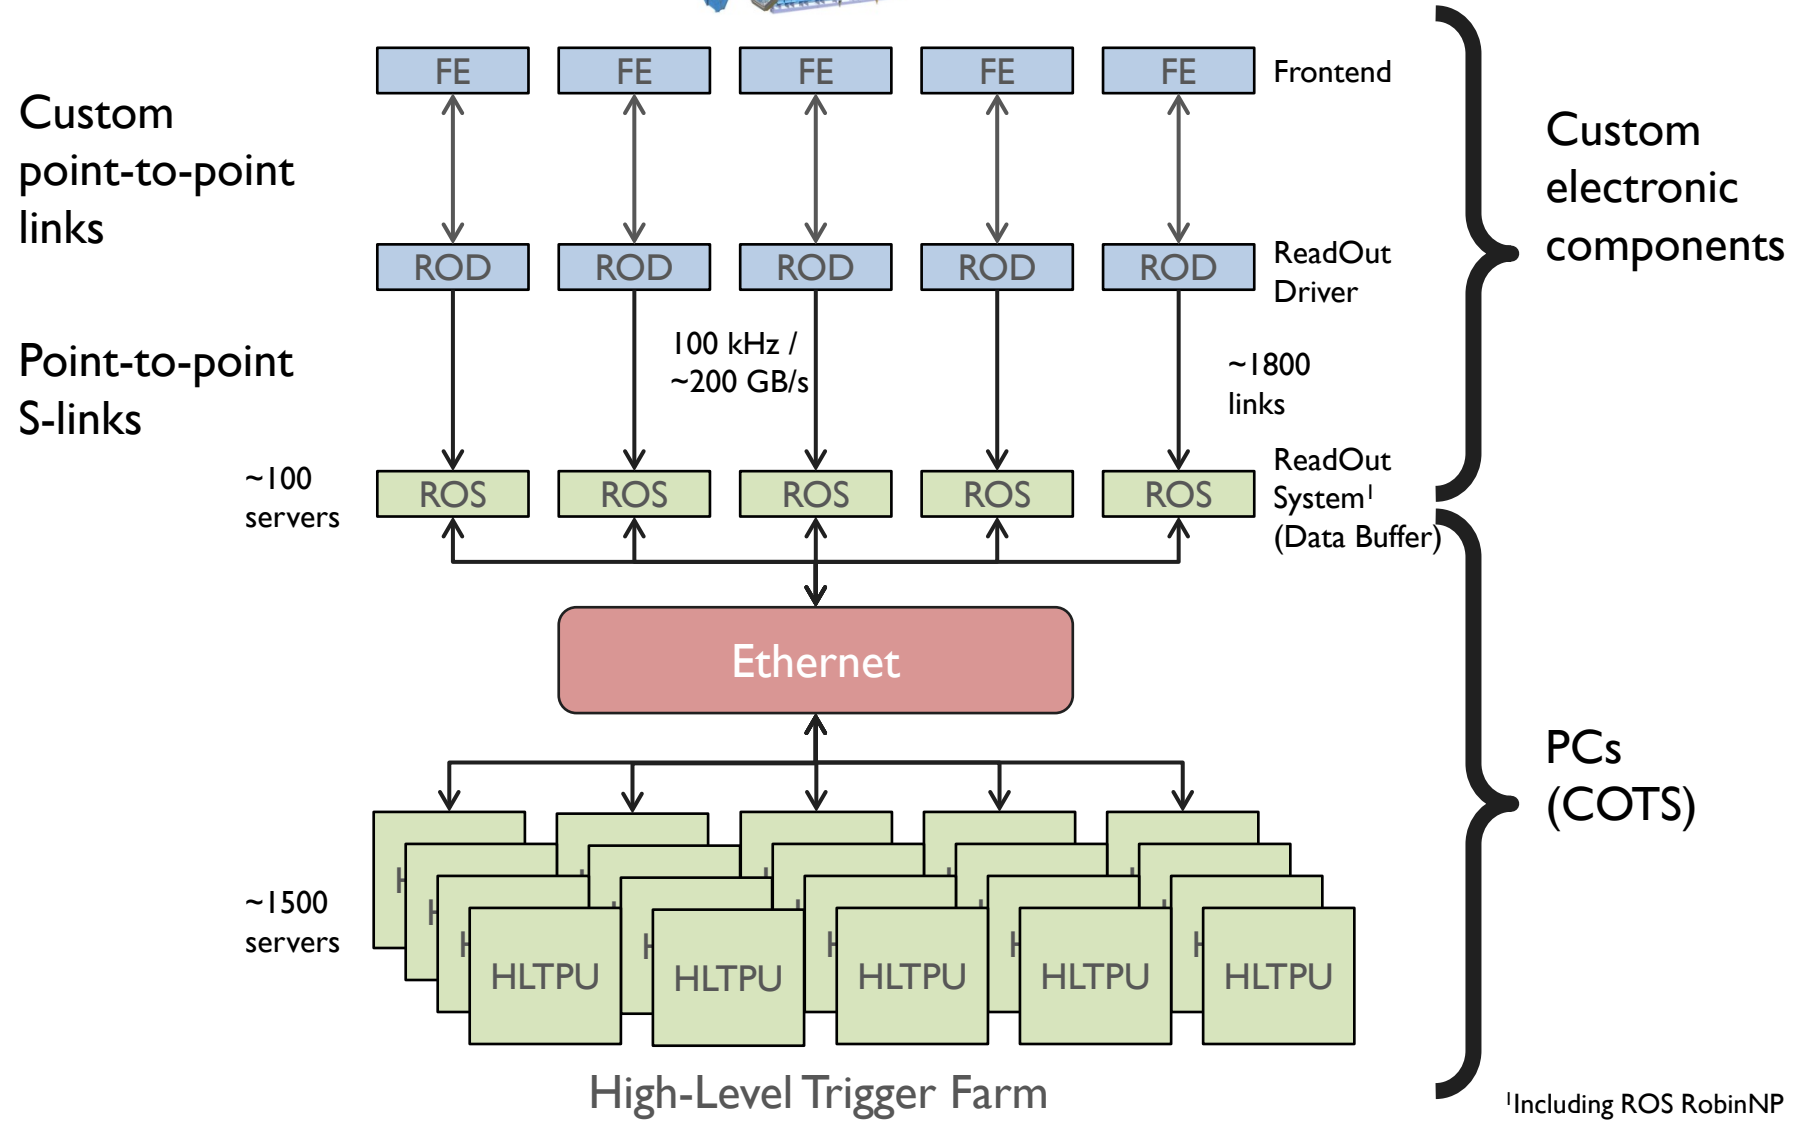 FE FE FE FE FE
Frontend
Custom
point-to-point
links
Custom
electronic
components
ROD ROD ROD ROD ROD
ReadOut
Driver
Point-to-point
S-links
100 kHz /
~200 GB/s
~1800
links
~100
servers
ROS ROS ROS ROS ROS
ReadOut
System¹
(Data Buffer)
Ethernet
PCs
(COTS)
~1500
servers
HLTPU HLTPU HLTPU HLTPU HLTPU
High-Level Trigger Farm
¹Including ROS RobinNP